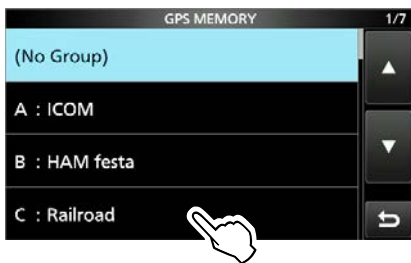 GPS MEMORY 1/7
(No Group)
A : ICOM
B : HAM festa
C : Railroad